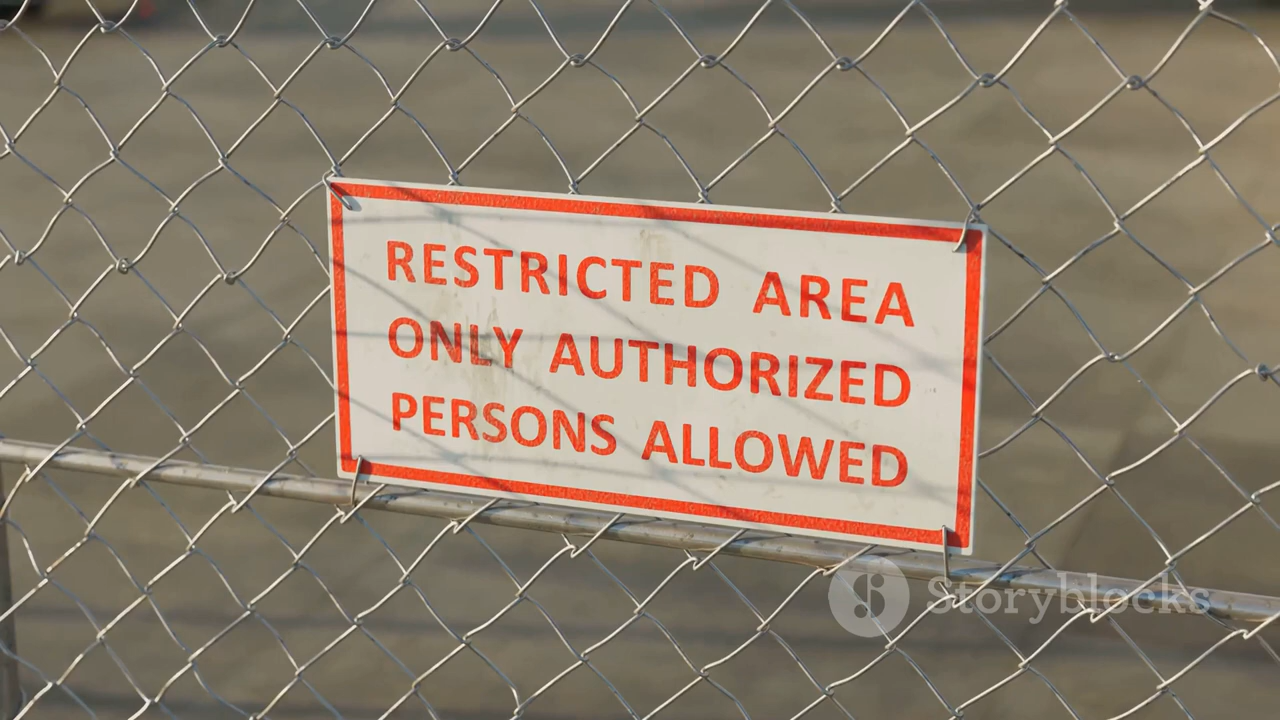 RESTRICTED AREA
ONLY AUTHORIZED
PERSONS ALLOWED
Storyblocks